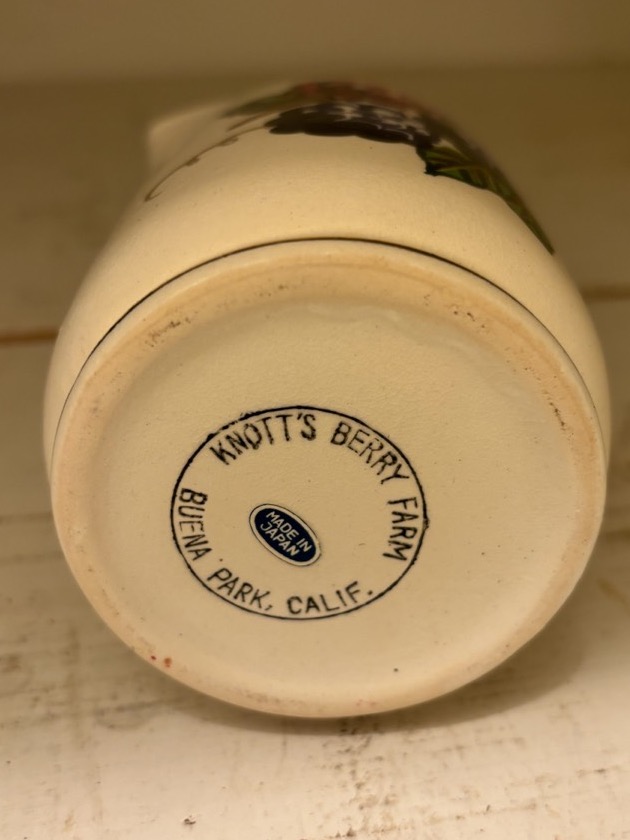 KNOTT'S BERRY FARM
BUENA PARK, CALIF.
MADE IN
JAPAN